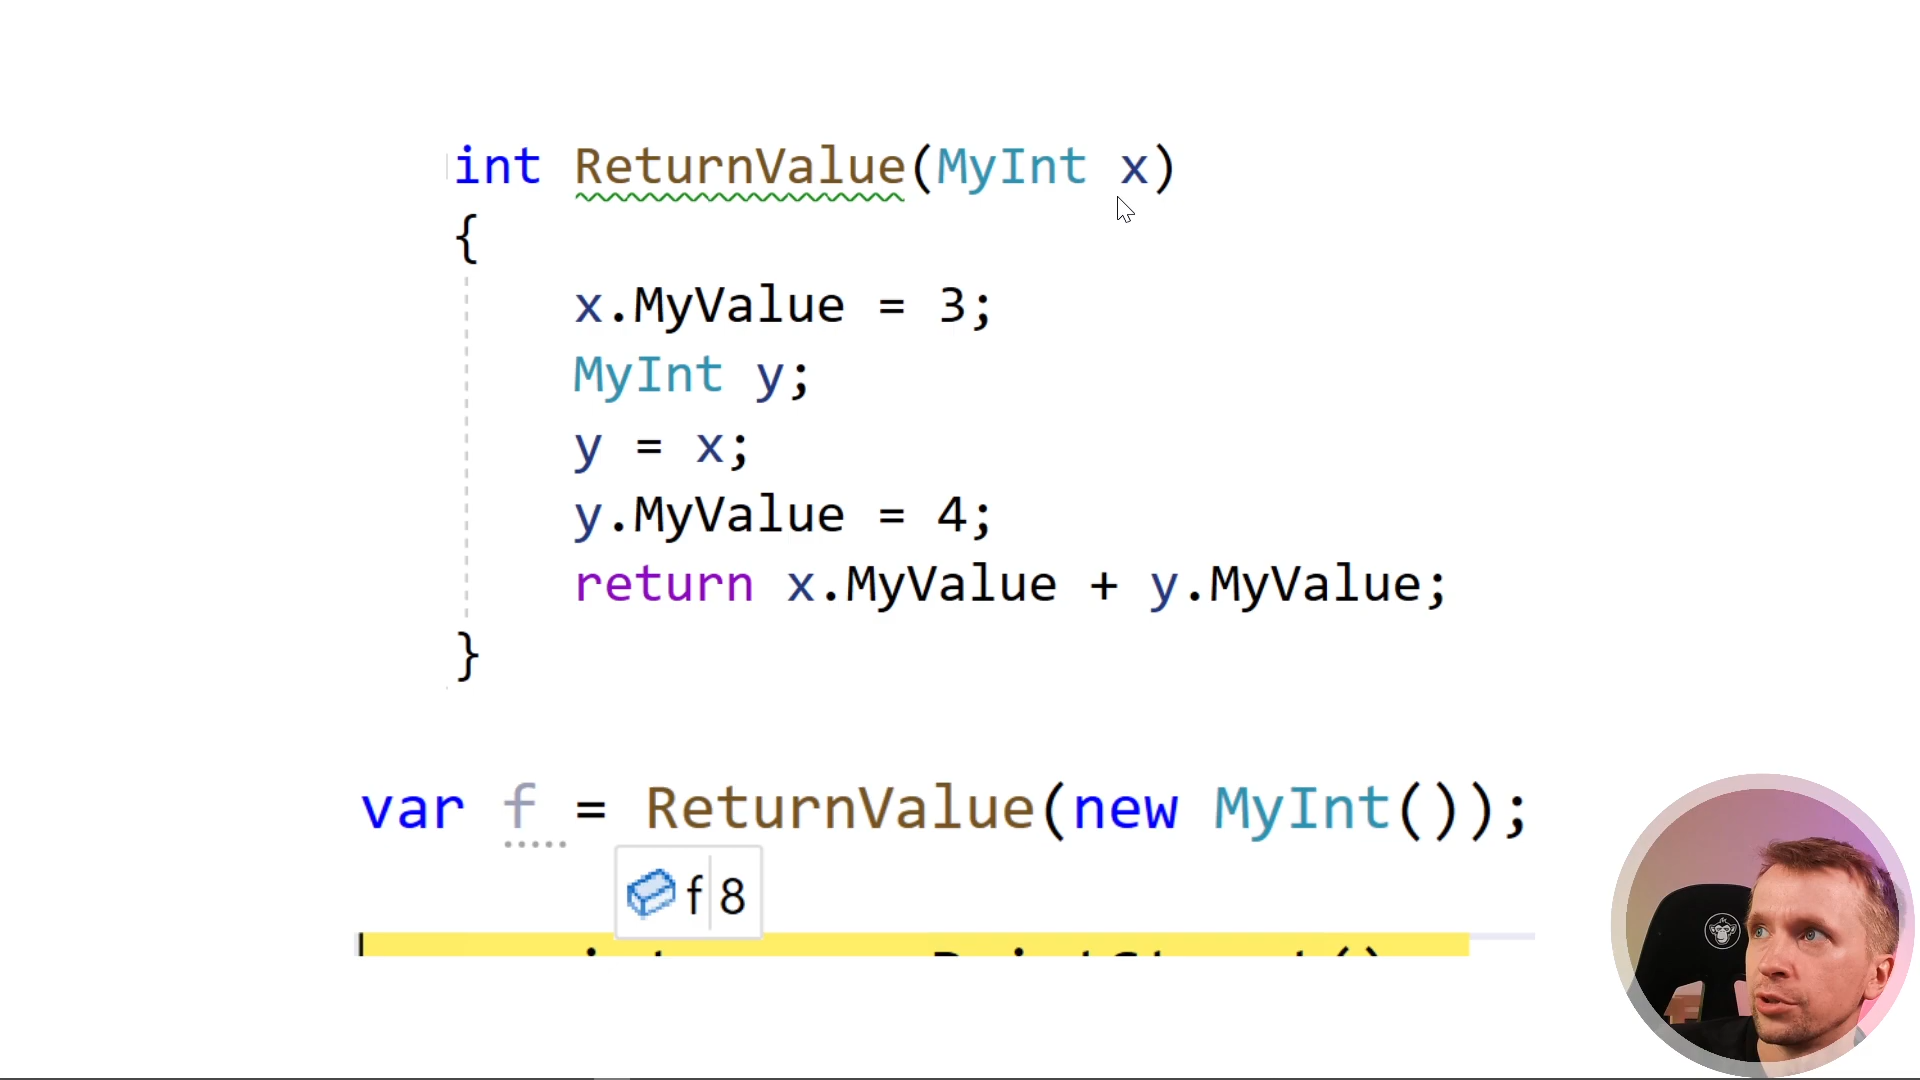 int ReturnValue(MyInt x)
{
x.MyValue = 3;
MyInt y;
y = x;
y.MyValue = 4;
return x.MyValue + y.MyValue;
}
var f = ReturnValue(new MyInt());
f 8